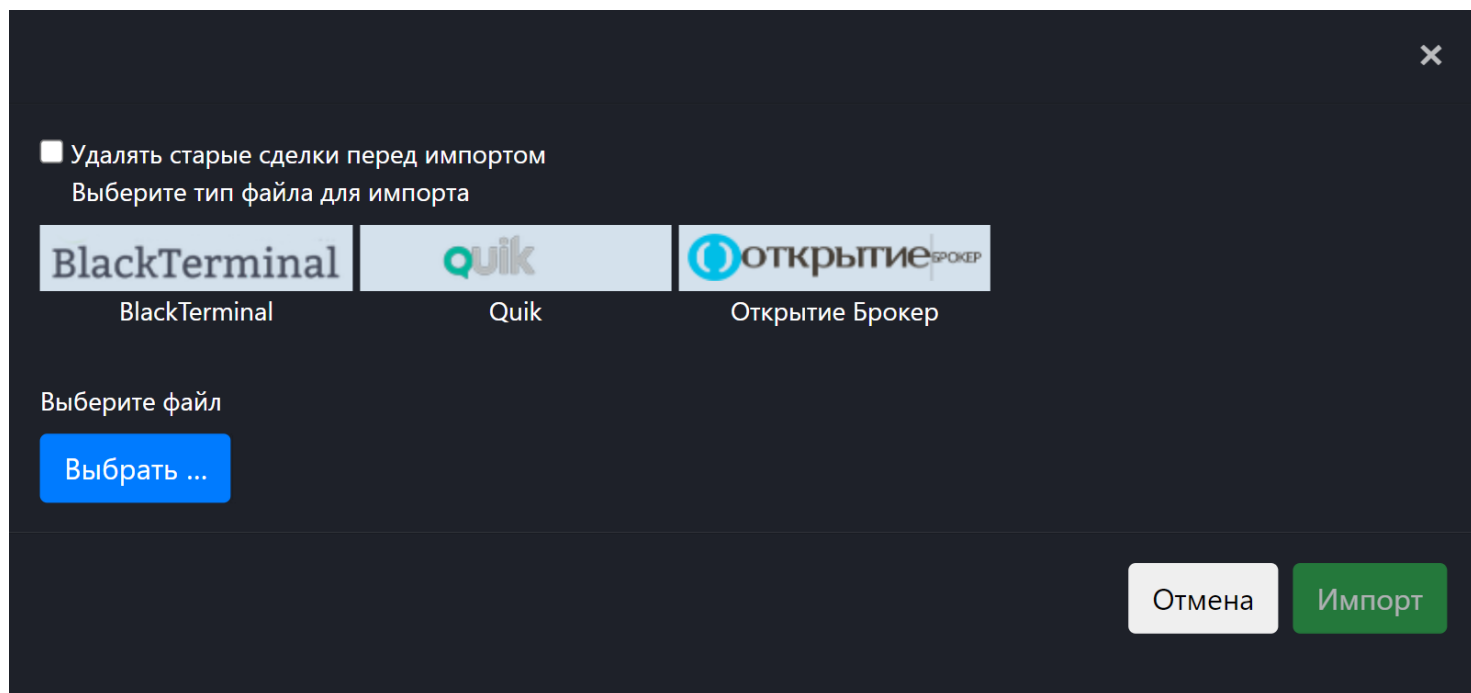 ×
Удалять старые сделки перед импортом
Выберите тип файла для импорта
BlackTerminal quik ОТКРЫТИЕ БРОКЕР
BlackTerminal Quik Открытие Брокер
Выберите файл
Выбрать ...
Отмена Импорт